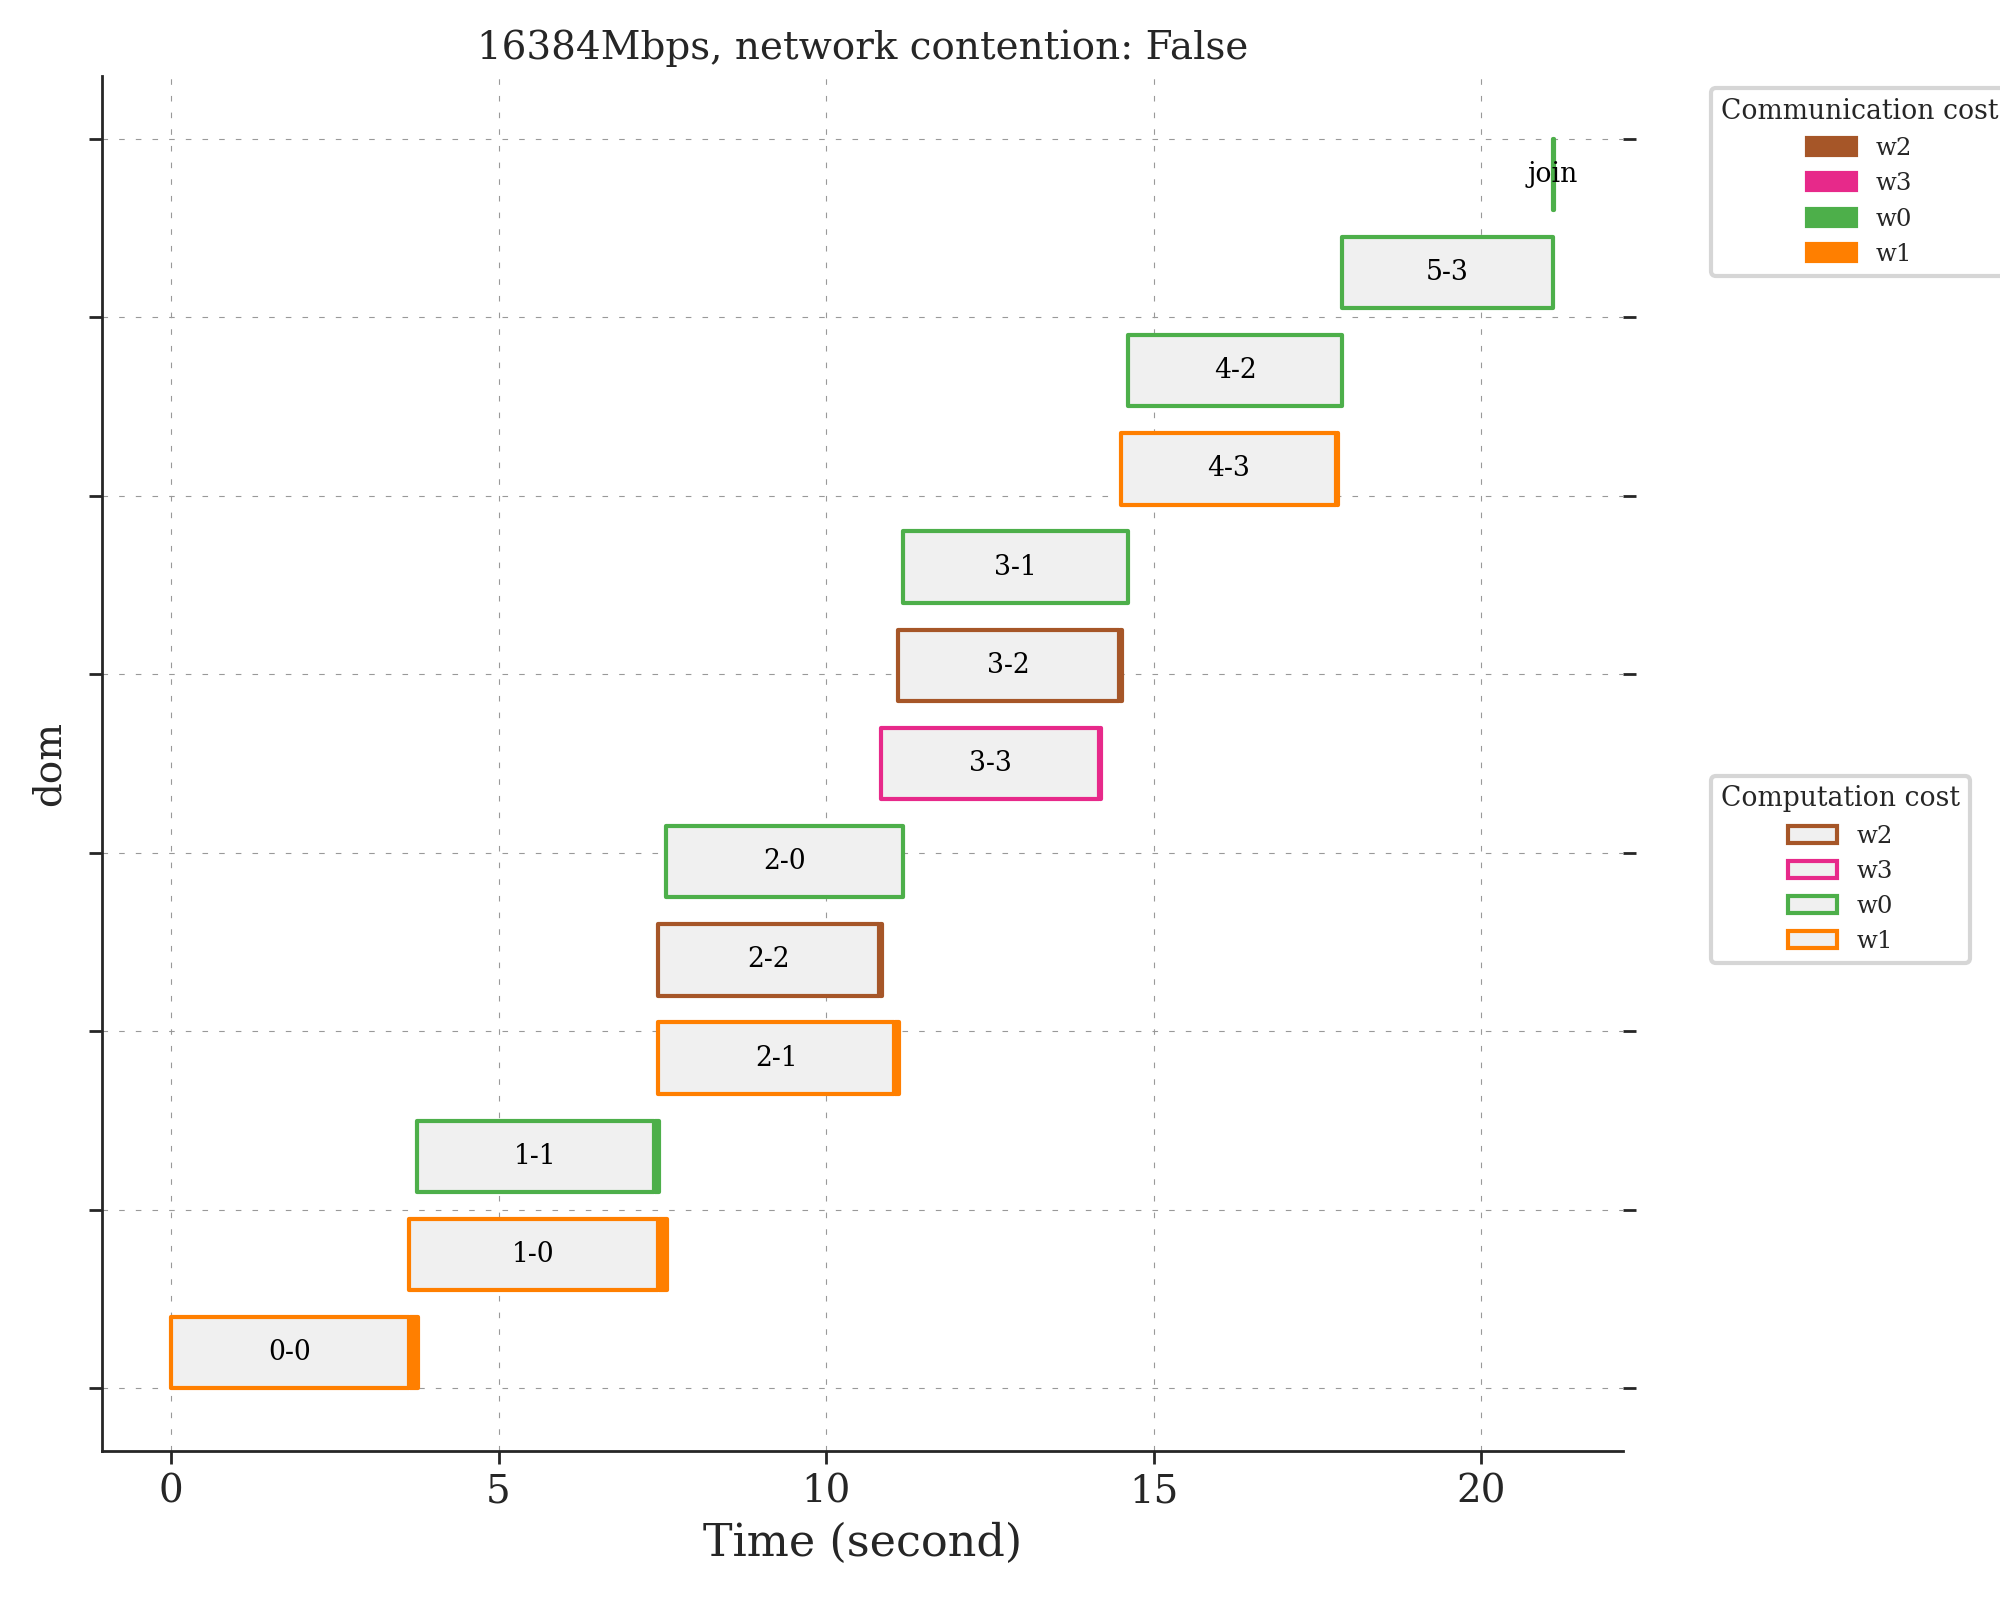 16384Mbps, network contention: False
Communication cost
w2
w3
w0
w1
join
5-3
4-2
4-3
3-1
3-2
3-3
2-0
2-2
2-1
1-1
1-0
0-0
dom
Computation cost
w2
w3
w0
w1
0 5 10 15 20
Time (second)